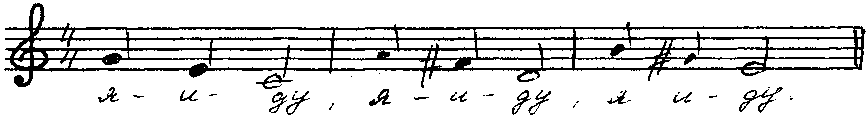 я - и - ду, я - и - ду, я и - ду.